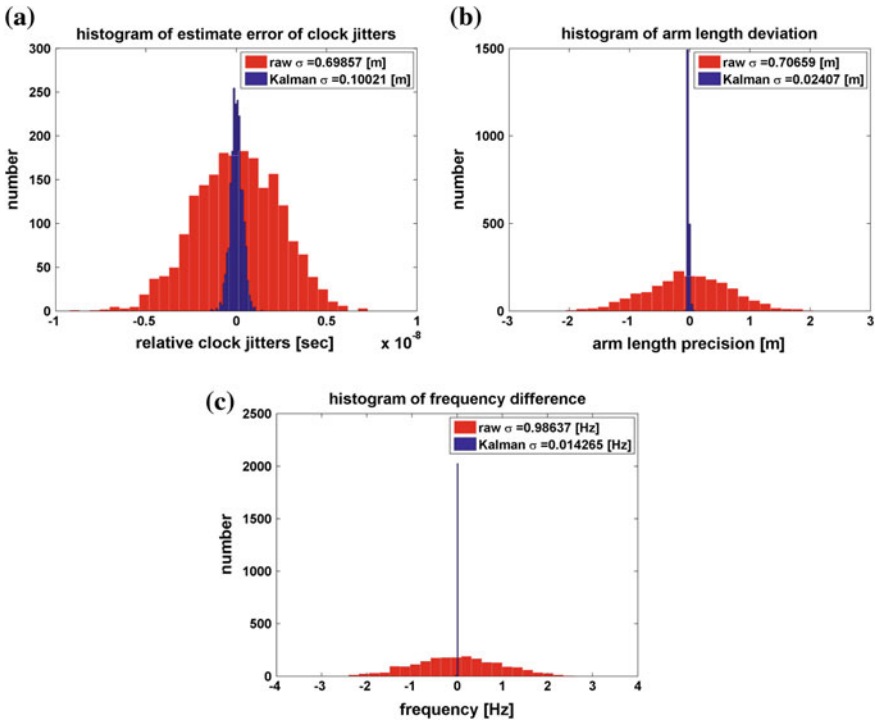 (a)
histogram of estimate error of clock jitters
raw σ =0.69857 [m]
Kalman σ =0.10021 [m]
300
250
200
150
100
50
0
number
-1
-0.5
0
0.5
1
x 10⁻⁸
relative clock jitters [sec]
(b)
histogram of arm length deviation
raw σ =0.70659 [m]
Kalman σ =0.02407 [m]
1500
1000
500
0
number
-3
-2
-1
0
1
2
3
arm length precision [m]
(c)
histogram of frequency difference
raw σ =0.98637 [Hz]
Kalman σ =0.014265 [Hz]
2500
2000
1500
1000
500
0
number
-4
-3
-2
-1
0
1
2
3
4
frequency [Hz]